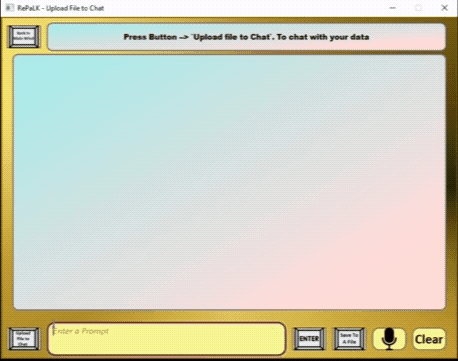 RePaLK - Upload File to Chat
Back to
Main Wind
Press Button --> `Upload file to Chat`. To chat with your data
Upload
File to
Chat
Enter a Prompt
ENTER
Save To
A File
Clear